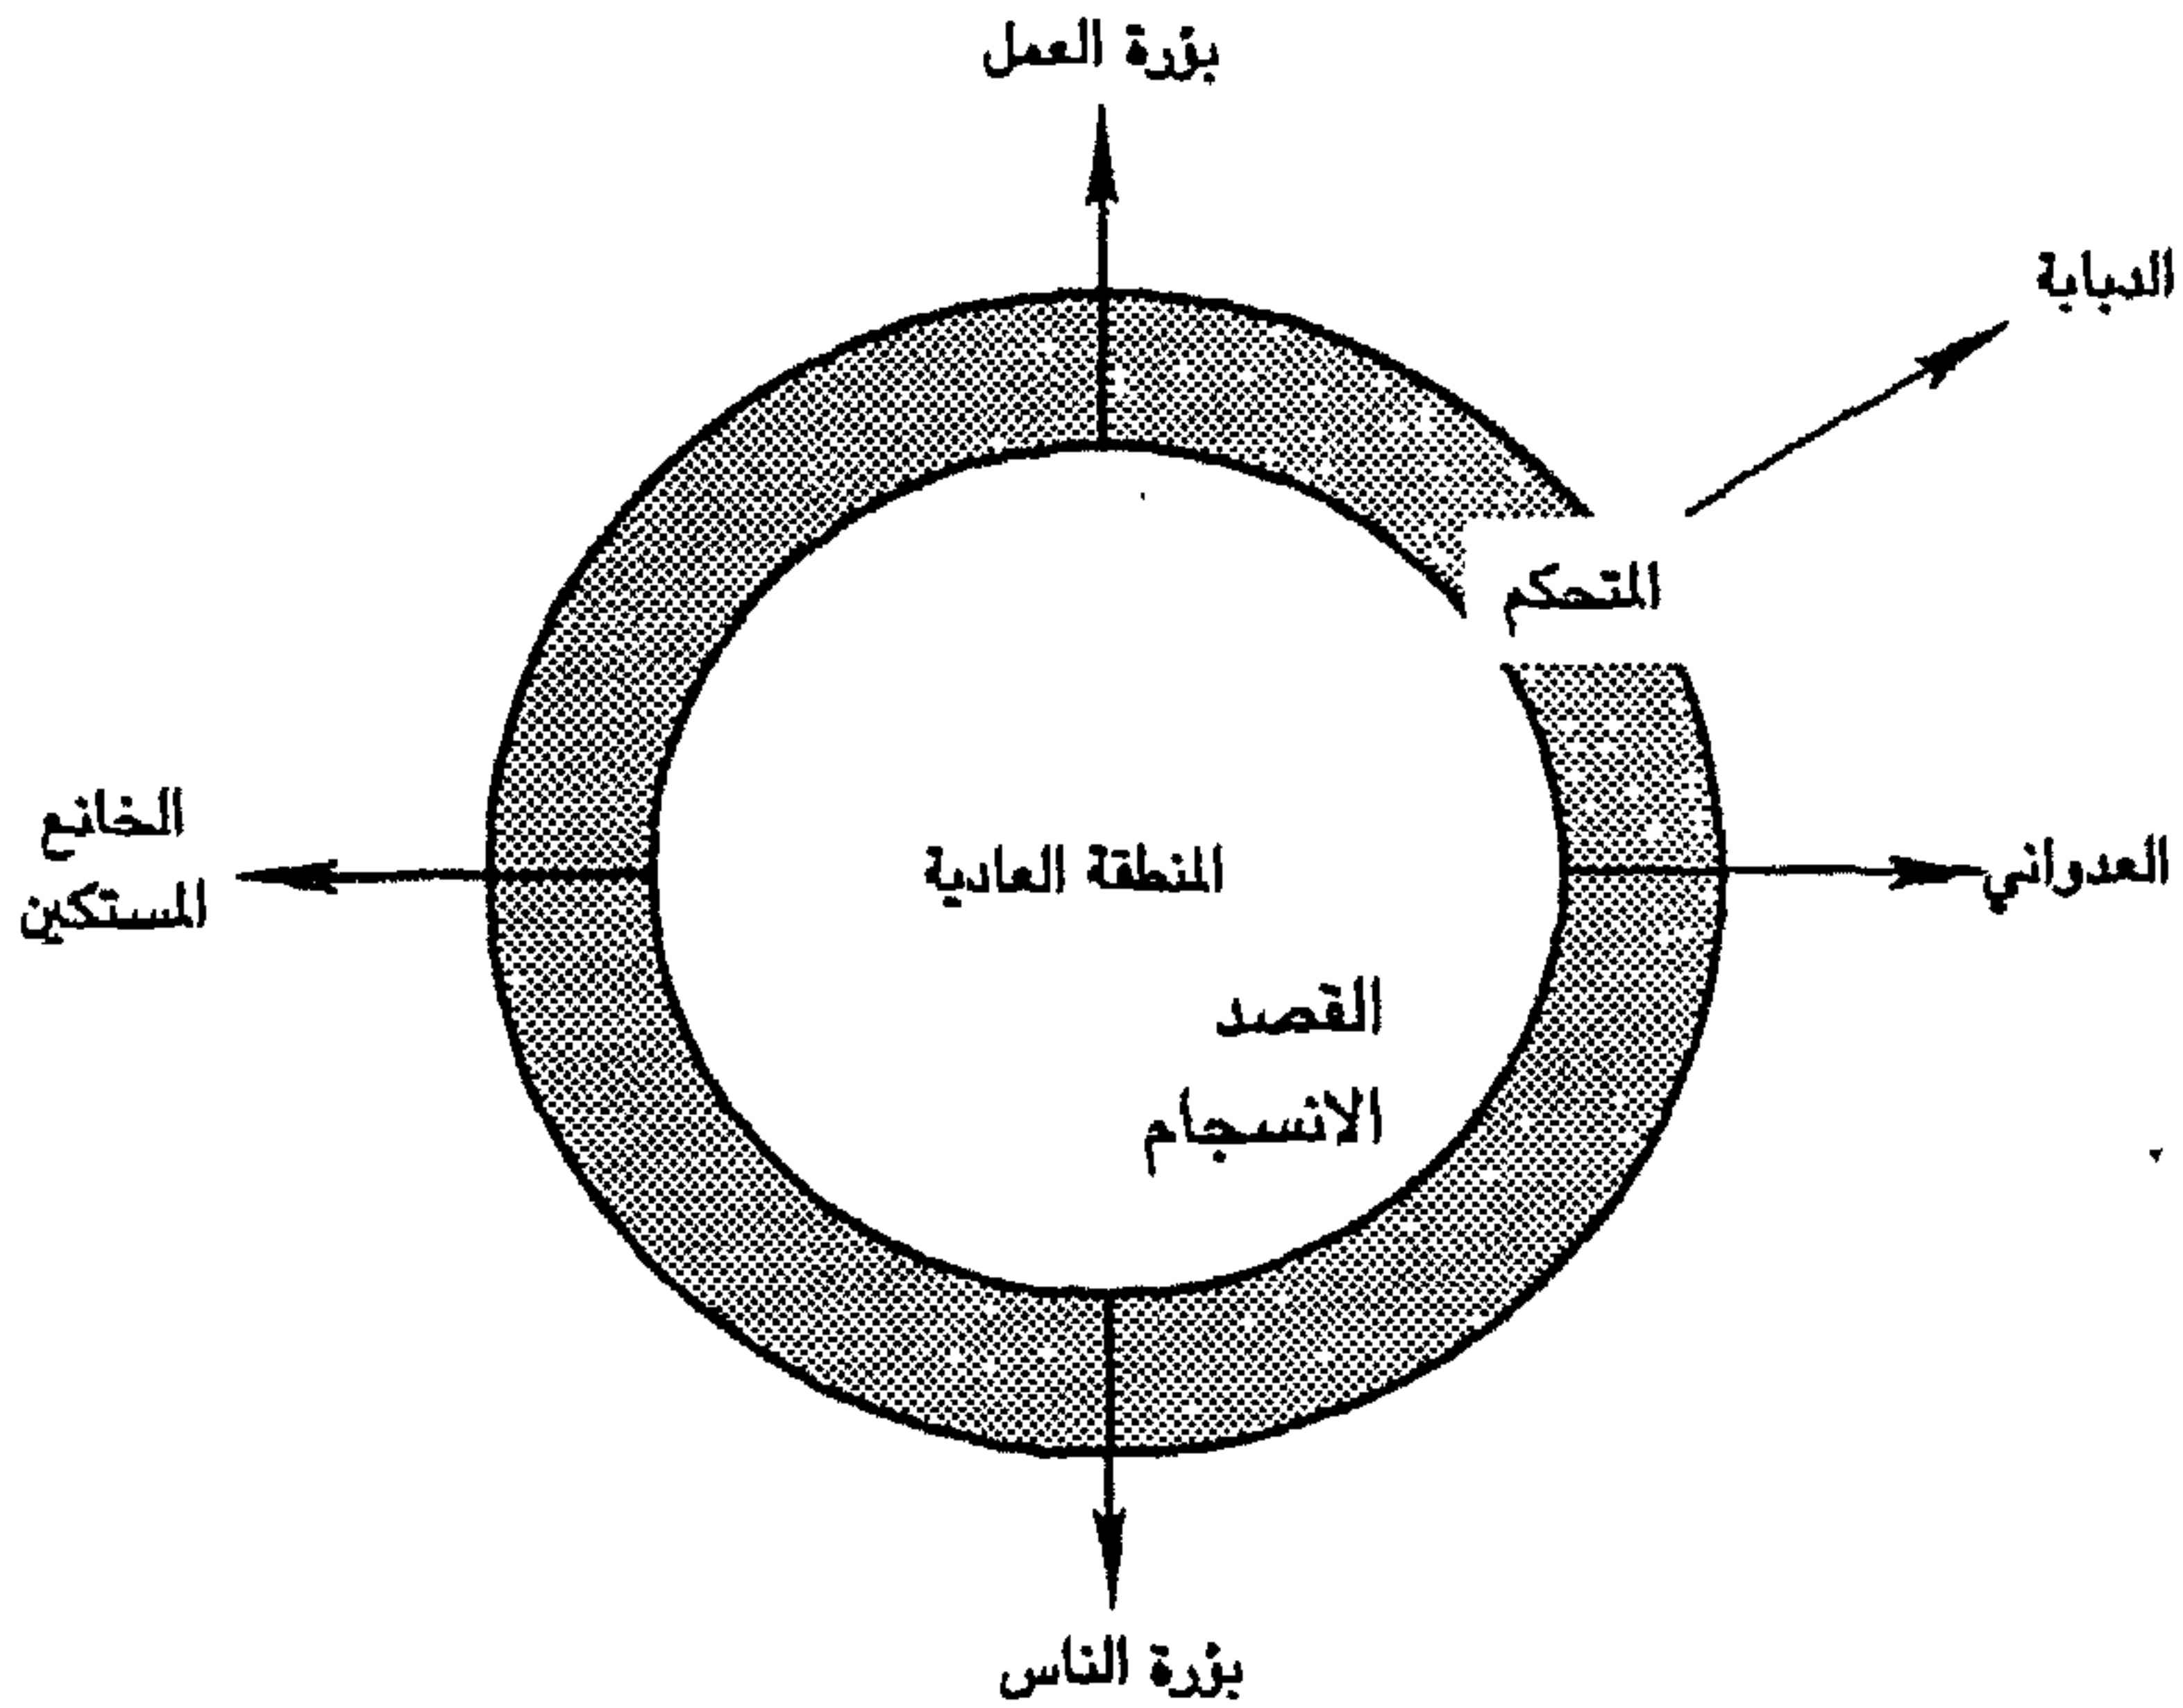 بؤرة العمل
الدبابة
المتحكم
الخانع
المستكين
المنطقة العادية
العدواني
القصد
الانسجام
بؤرة الناس